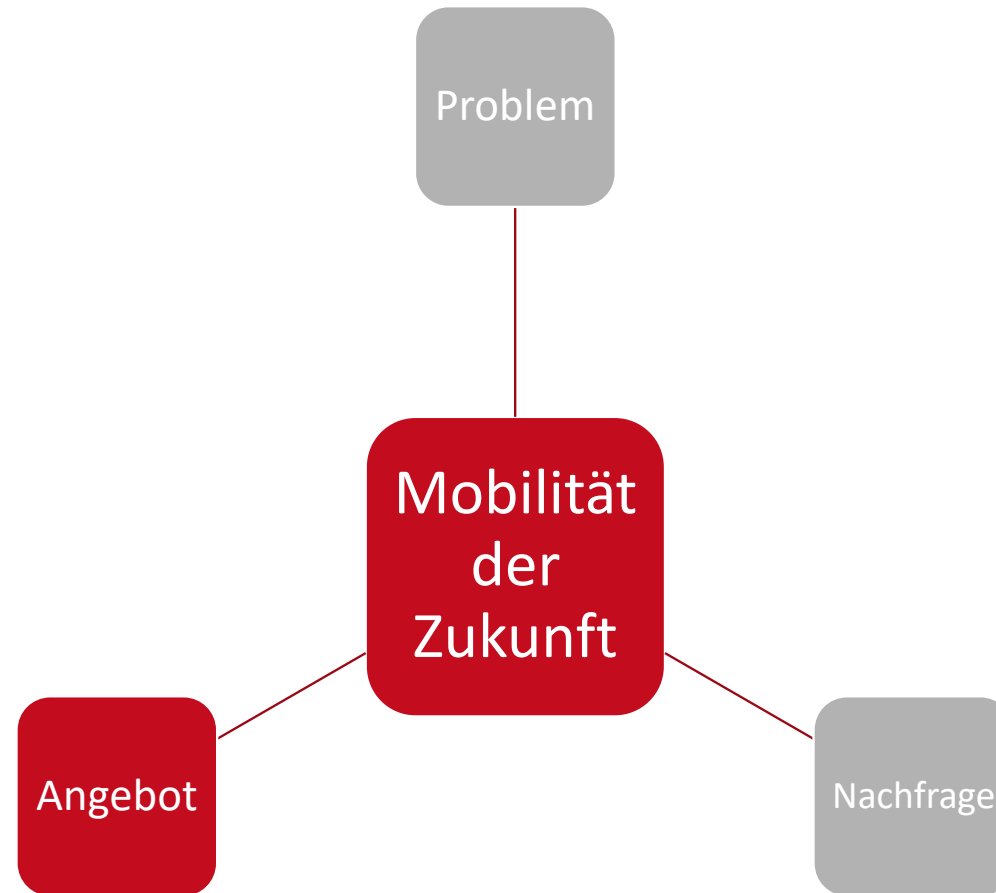 Problem
Mobilität
der
Zukunft
Angebot
Nachfrage